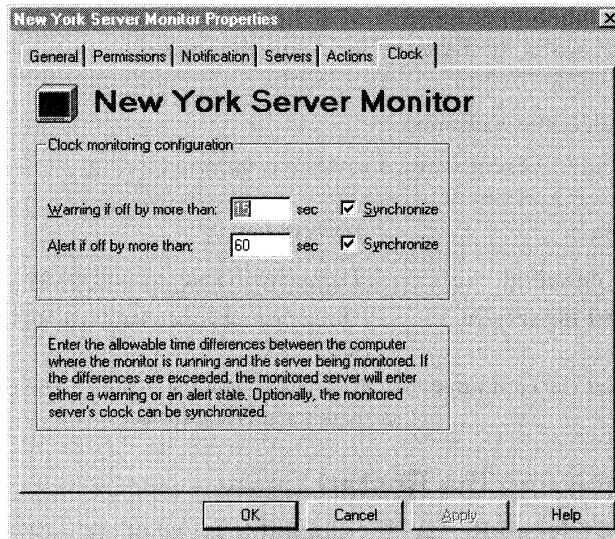 New York Server Monitor Properties
General Permissions Notification Servers Actions Clock
New York Server Monitor
Clock monitoring configuration
Warning if off by more than: 15 sec Synchronize
Alert if off by more than: 60 sec Synchronize
Enter the allowable time differences between the computer
where the monitor is running and the server being monitored. If
the differences are exceeded, the monitored server will enter
either a warning or an alert state. Optionally, the monitored
server's clock can be synchronized.
OK Cancel Apply Help